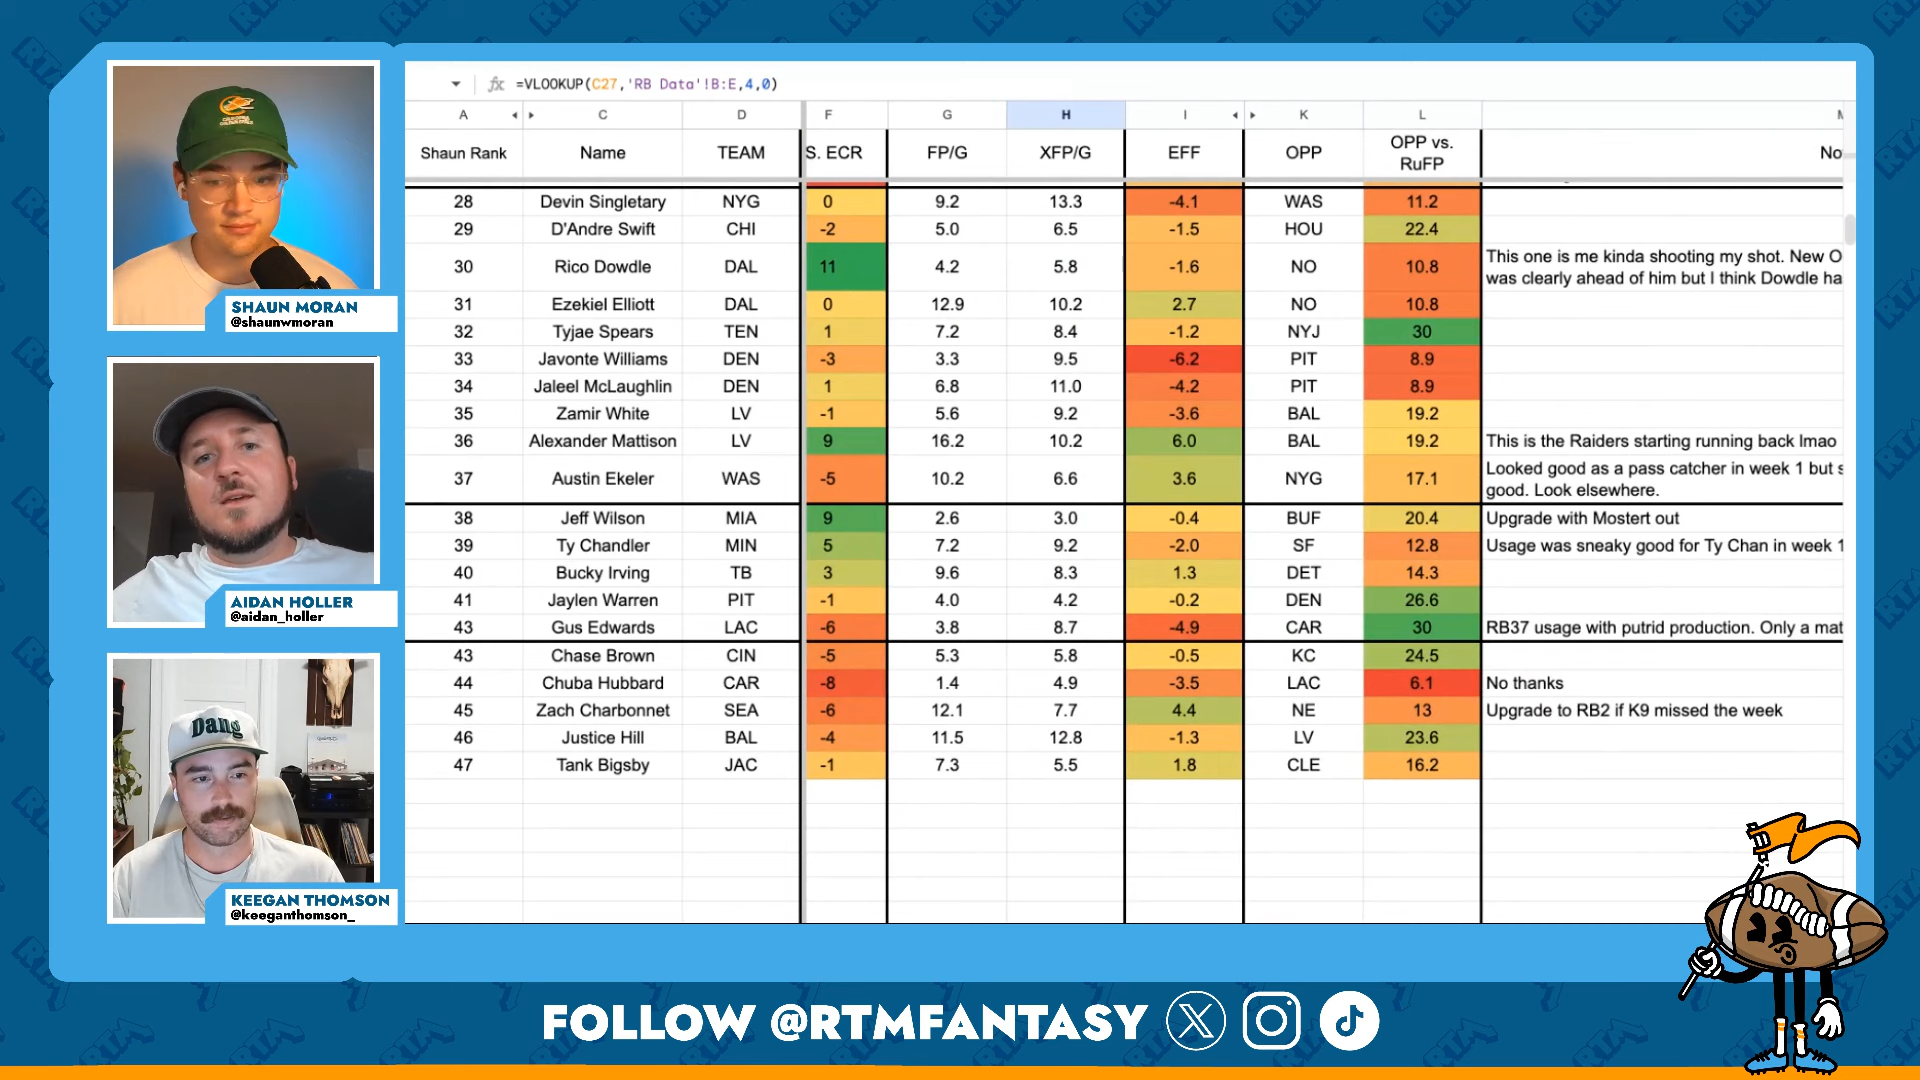 fx =VLOOKUP(C27,'RB Data'!B:E,4,0)
A C D F G H I K L
Shaun Rank Name TEAM S. ECR FP/G XFP/G EFF OPP OPP vs. RuFP No
28 Devin Singletary NYG 0 9.2 13.3 -4.1 WAS 11.2
29 D'Andre Swift CHI -2 5.0 6.5 -1.5 HOU 22.4
30 Rico Dowdle DAL 11 4.2 5.8 -1.6 NO 10.8 This one is me kinda shooting my shot. New O
was clearly ahead of him but I think Dowdle ha
31 Ezekiel Elliott DAL 0 12.9 10.2 2.7 NO 10.8
32 Tyjae Spears TEN 1 7.2 8.4 -1.2 NYJ 30
33 Javonte Williams DEN -3 3.3 9.5 -6.2 PIT 8.9
34 Jaleel McLaughlin DEN 1 6.8 11.0 -4.2 PIT 8.9
35 Zamir White LV -1 5.6 9.2 -3.6 BAL 19.2
36 Alexander Mattison LV 9 16.2 10.2 6.0 BAL 19.2 This is the Raiders starting running back lmao
37 Austin Ekeler WAS -5 10.2 6.6 3.6 NYG 17.1 Looked good as a pass catcher in week 1 but s
good. Look elsewhere.
38 Jeff Wilson MIA 9 2.6 3.0 -0.4 BUF 20.4 Upgrade with Mostert out
39 Ty Chandler MIN 5 7.2 9.2 -2.0 SF 12.8 Usage was sneaky good for Ty Chan in week 1
40 Bucky Irving TB 3 9.6 8.3 1.3 DET 14.3
41 Jaylen Warren PIT -1 4.0 4.2 -0.2 DEN 26.6
43 Gus Edwards LAC -6 3.8 8.7 -4.9 CAR 30 RB37 usage with putrid production. Only a mat
43 Chase Brown CIN -5 5.3 5.8 -0.5 KC 24.5
44 Chuba Hubbard CAR -8 1.4 4.9 -3.5 LAC 6.1 No thanks
45 Zach Charbonnet SEA -6 12.1 7.7 4.4 NE 13 Upgrade to RB2 if K9 missed the week
46 Justice Hill BAL -4 11.5 12.8 -1.3 LV 23.6
47 Tank Bigsby JAC -1 7.3 5.5 1.8 CLE 16.2
SHAUN MORAN
@shaunwmoran
AIDAN HOLLER
@aidan_holler
Dang
KEEGAN THOMSON
@keeganthomson_
FOLLOW @RTMFANTASY